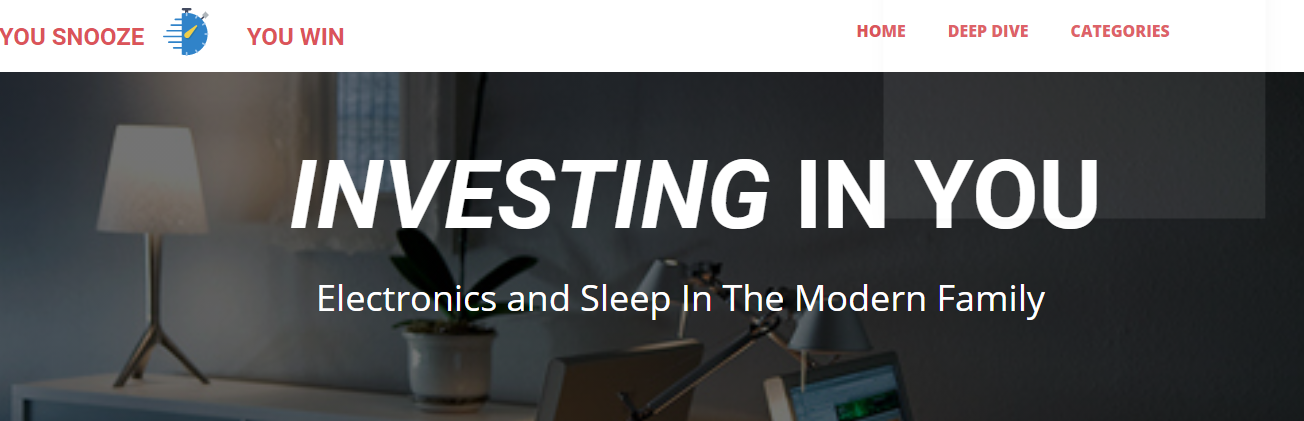 YOU SNOOZE YOU WIN
HOME DEEP DIVE CATEGORIES
INVESTING IN YOU
Electronics and Sleep In The Modern Family